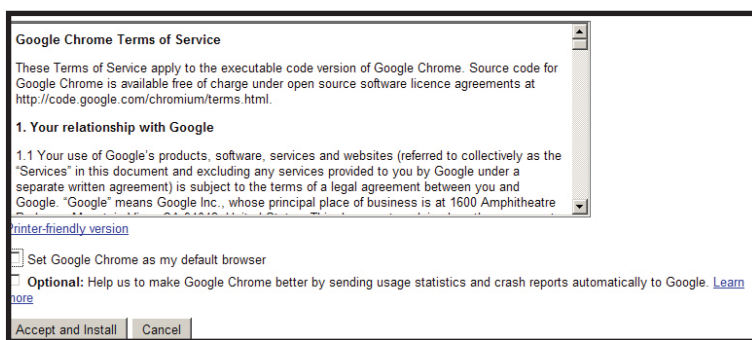 Google Chrome Terms of Service
These Terms of Service apply to the executable code version of Google Chrome. Source code for
Google Chrome is available free of charge under open source software licence agreements at
http://code.google.com/chromium/terms.html.
1. Your relationship with Google
1.1 Your use of Google's products, software, services and websites (referred to collectively as the
“Services” in this document and excluding any services provided to you by Google under a
separate written agreement) is subject to the terms of a legal agreement between you and
Google. “Google” means Google Inc., whose principal place of business is at 1600 Amphitheatre
Printer-friendly version
Set Google Chrome as my default browser
Optional: Help us to make Google Chrome better by sending usage statistics and crash reports automatically to Google. Learn
more
Accept and Install Cancel